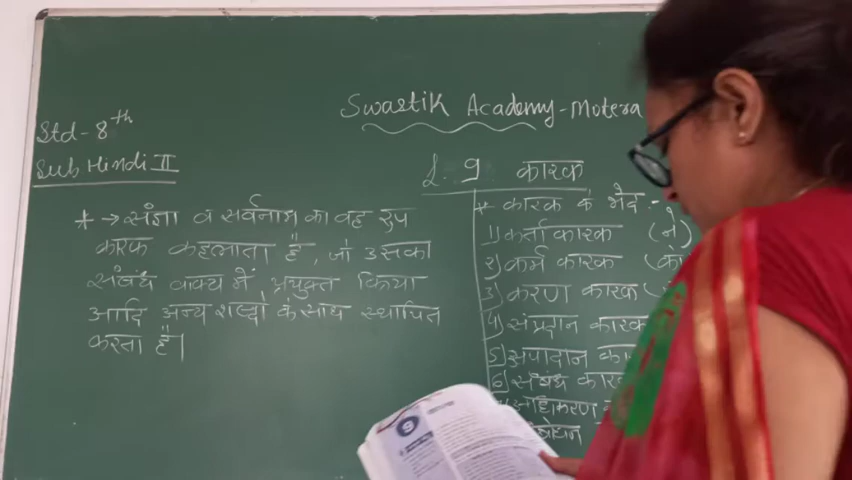 Swastik Academy-Motera
Std-8th
Sub Hindi II
L. 9 कारक
* → संज्ञा व सर्वनाम का वह रुप
कारक कहलाता है, जो उसका
संबंध वाक्य में प्रयुक्त किया
आदि अन्य शब्दों के साथ स्थापित
करता है।
* कारक के भेद :-
1) कर्ता कारक (ने)
2) कर्म कारक (को
3) करण कारक
4) संप्रदान कारक
5) अपादान का
6) संबंध कारक
9